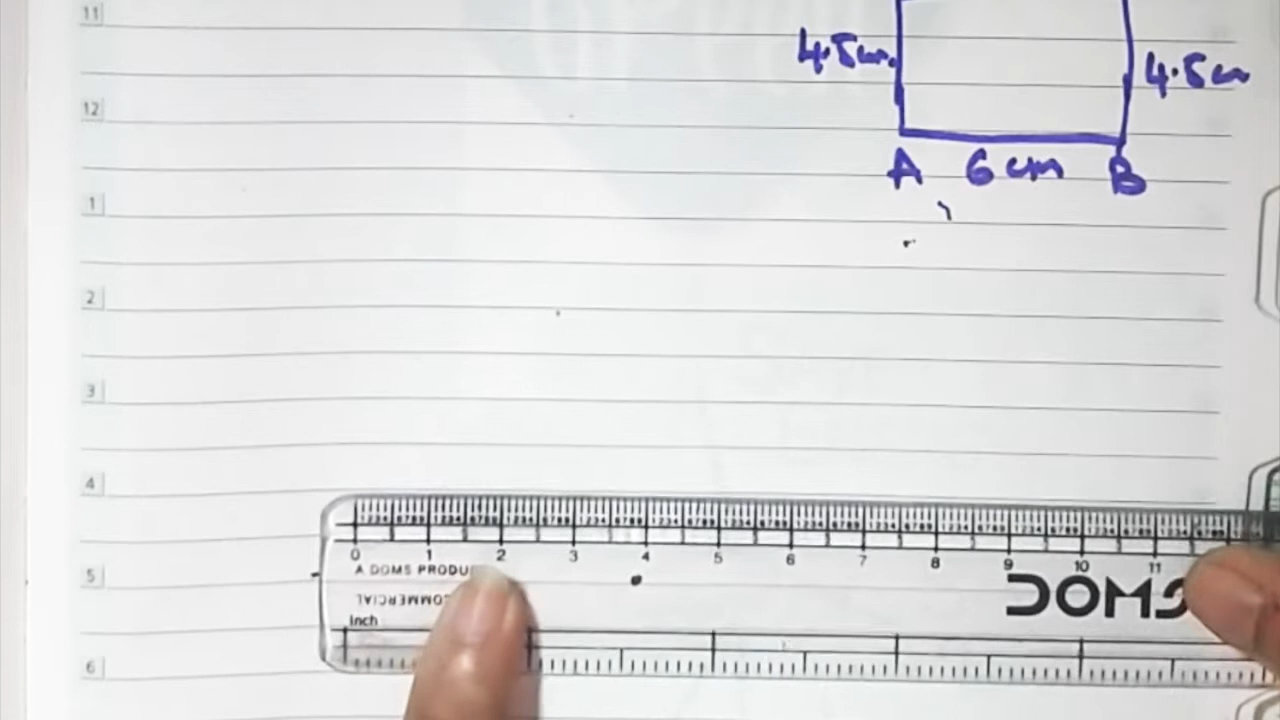 11
4.5cm. 4.5cm
12
A 6cm B
1
2
3
4
0 1 2 3 4 5 6 7 8 9 10 11
A DOMS PRODU
DOMS
5
COMMERCIAL
Inch
6